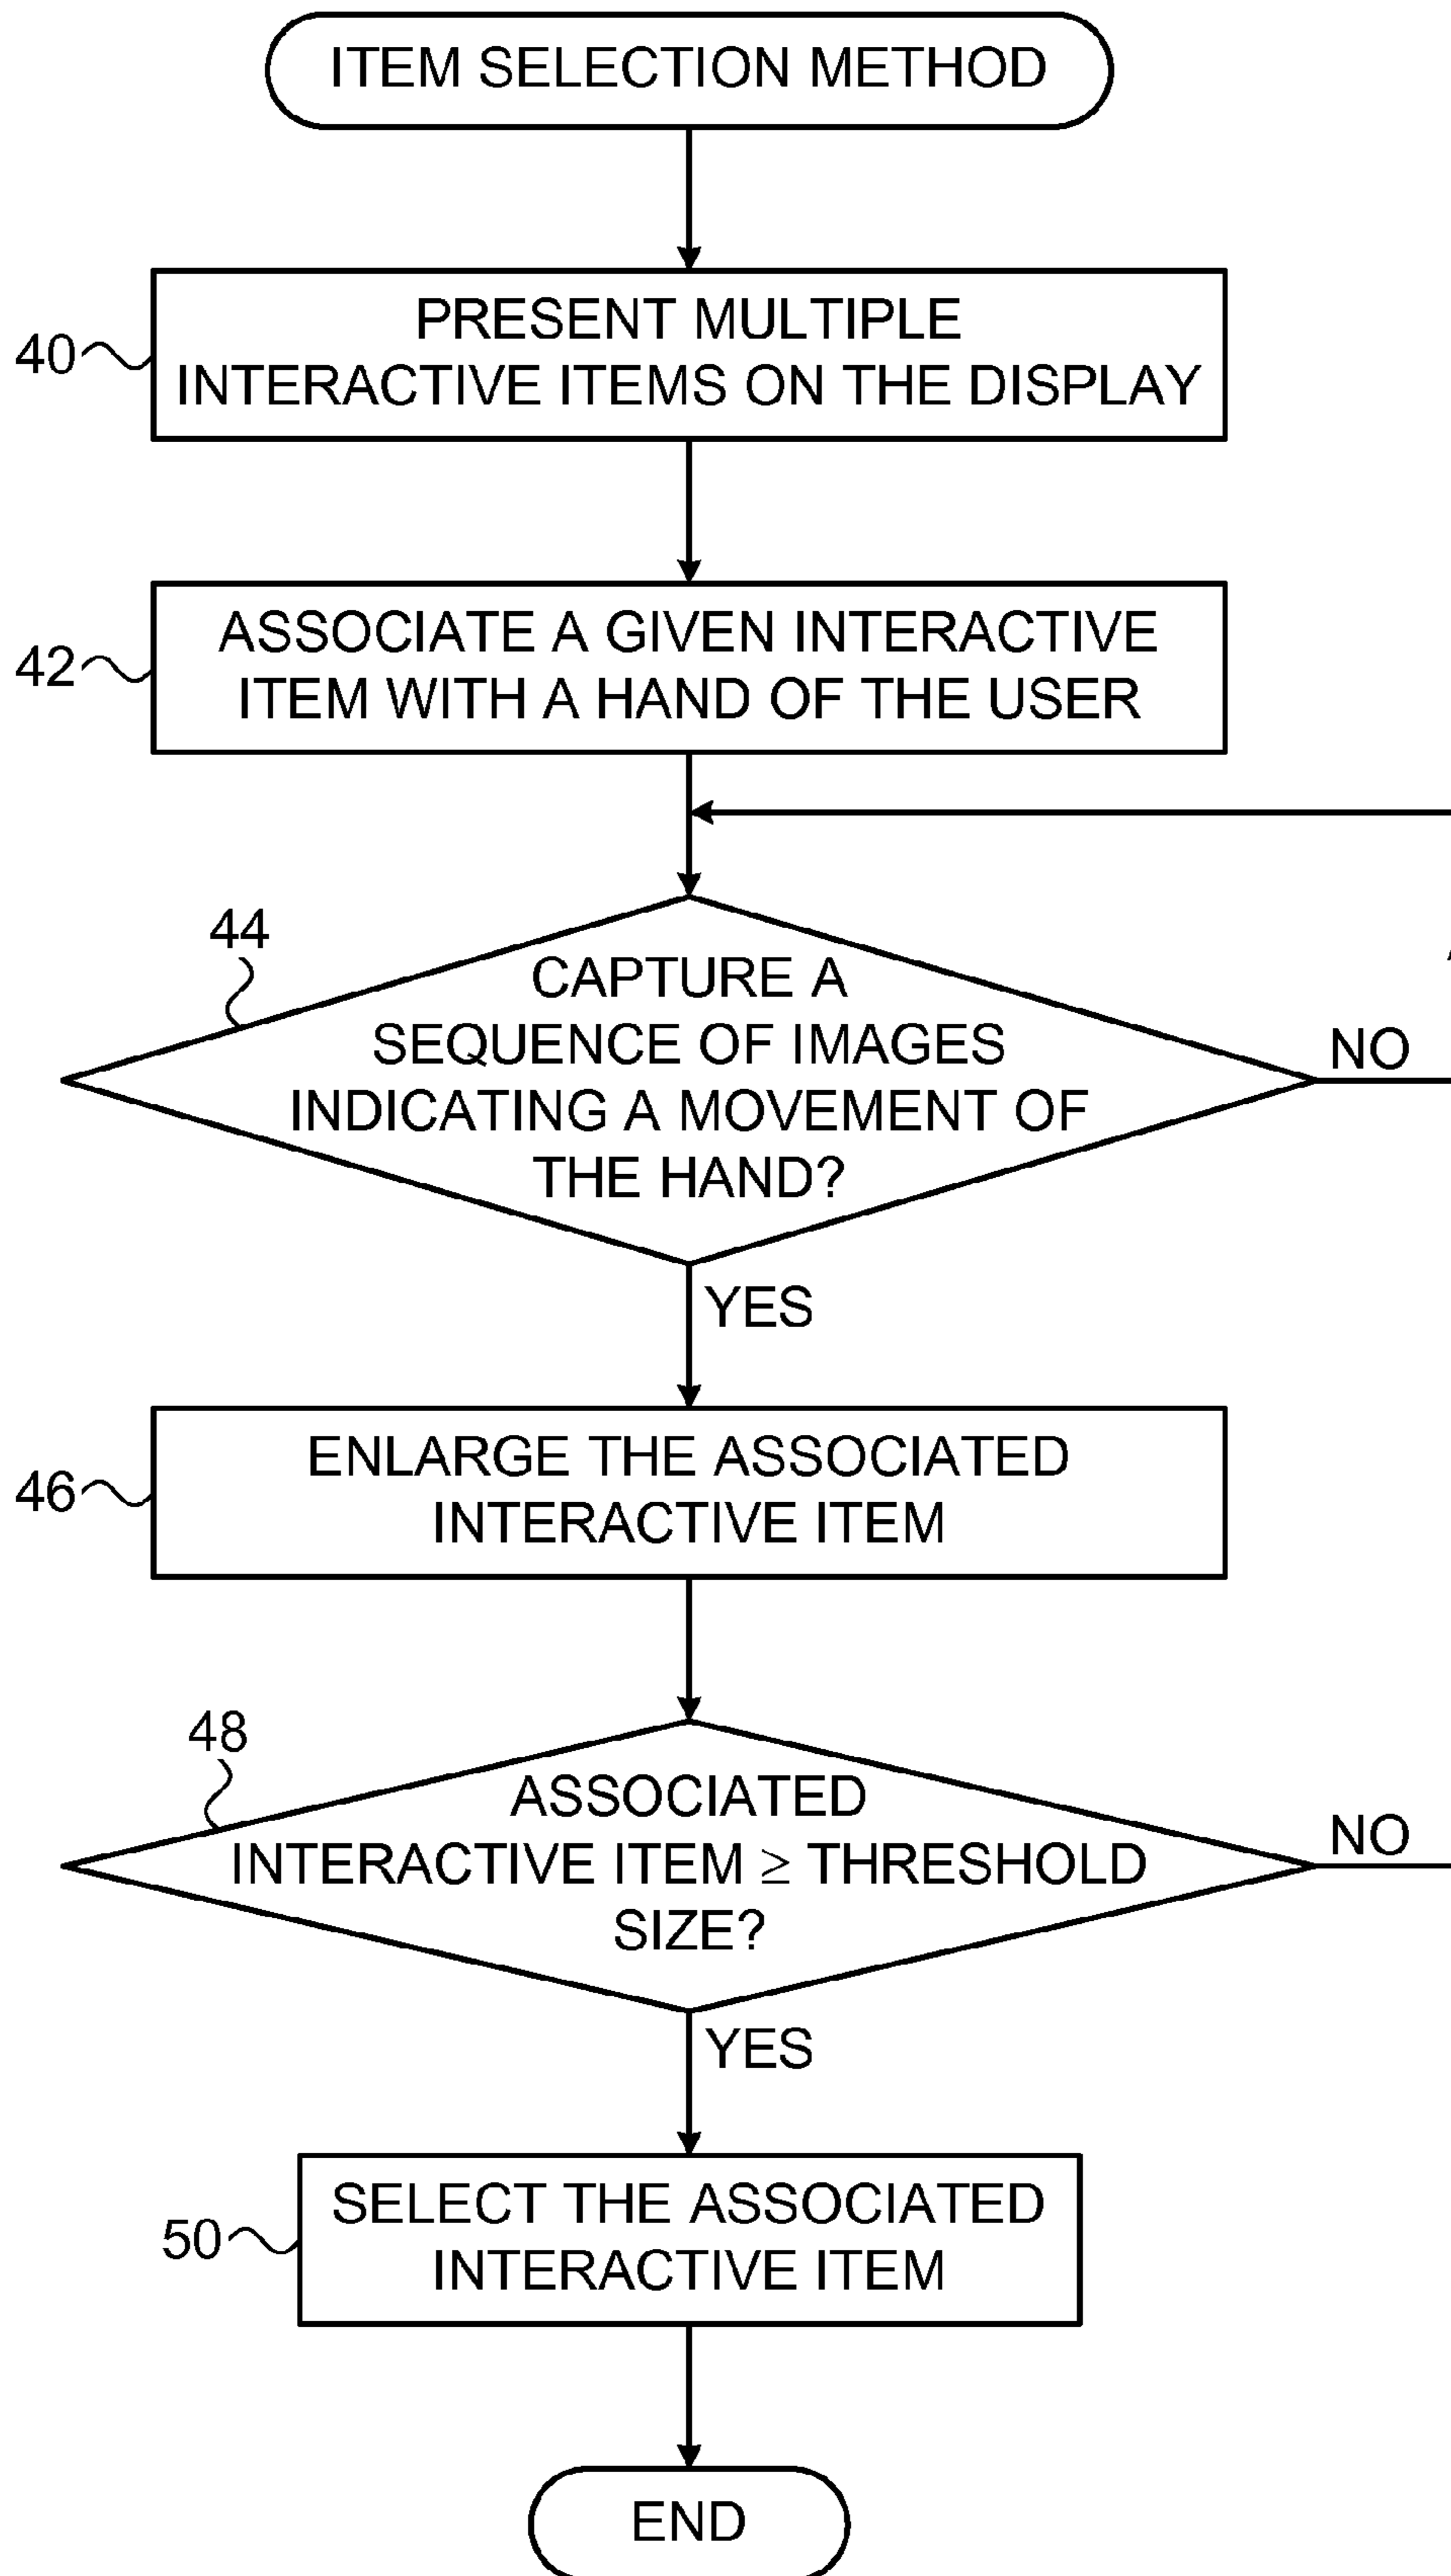 ITEM SELECTION METHOD
PRESENT MULTIPLE
INTERACTIVE ITEMS ON THE DISPLAY
40
ASSOCIATE A GIVEN INTERACTIVE
ITEM WITH A HAND OF THE USER
42
44
CAPTURE A
SEQUENCE OF IMAGES
INDICATING A MOVEMENT OF
THE HAND?
NO
YES
ENLARGE THE ASSOCIATED
INTERACTIVE ITEM
46
48
ASSOCIATED
INTERACTIVE ITEM ≥ THRESHOLD
SIZE?
NO
YES
SELECT THE ASSOCIATED
INTERACTIVE ITEM
50
END